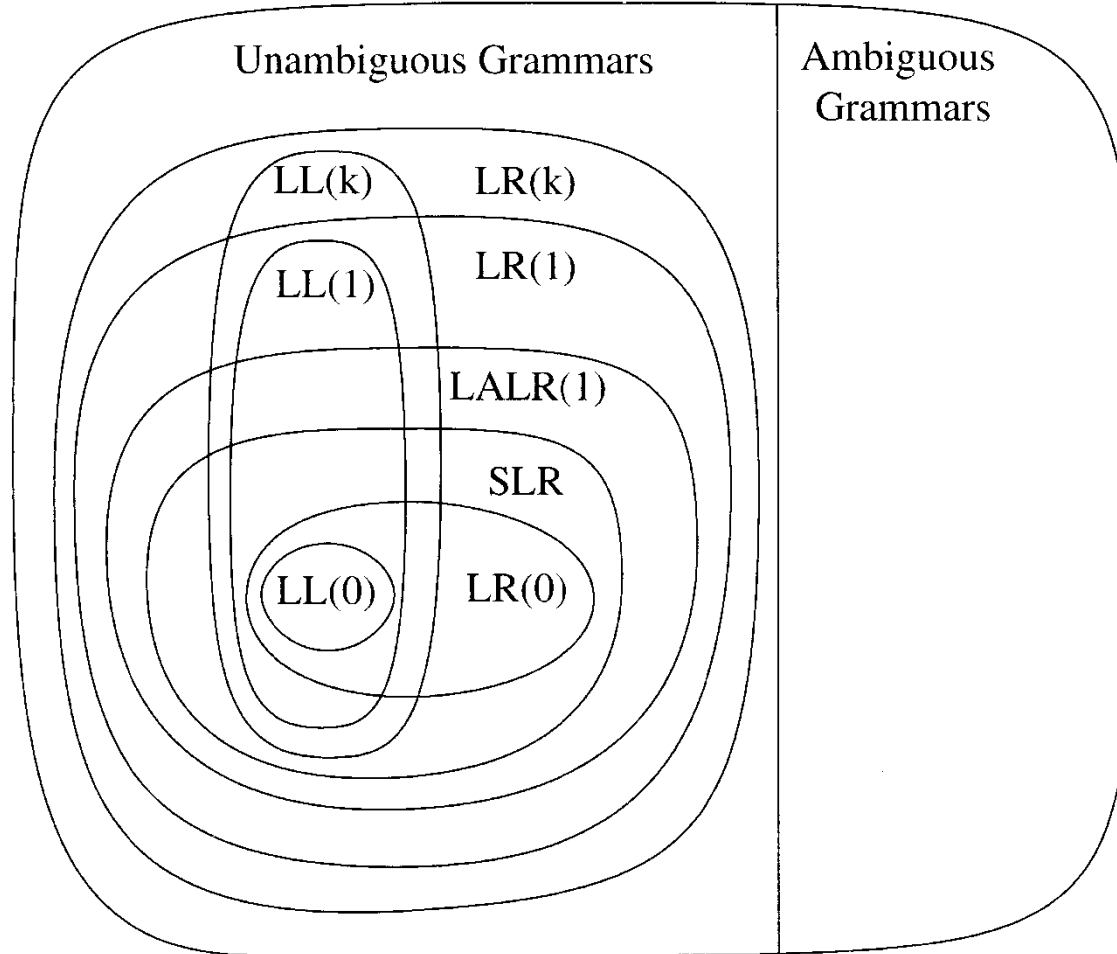 Unambiguous Grammars
Ambiguous
Grammars
LL(k)
LR(k)
LL(1)
LR(1)
LALR(1)
SLR
LL(0)
LR(0)